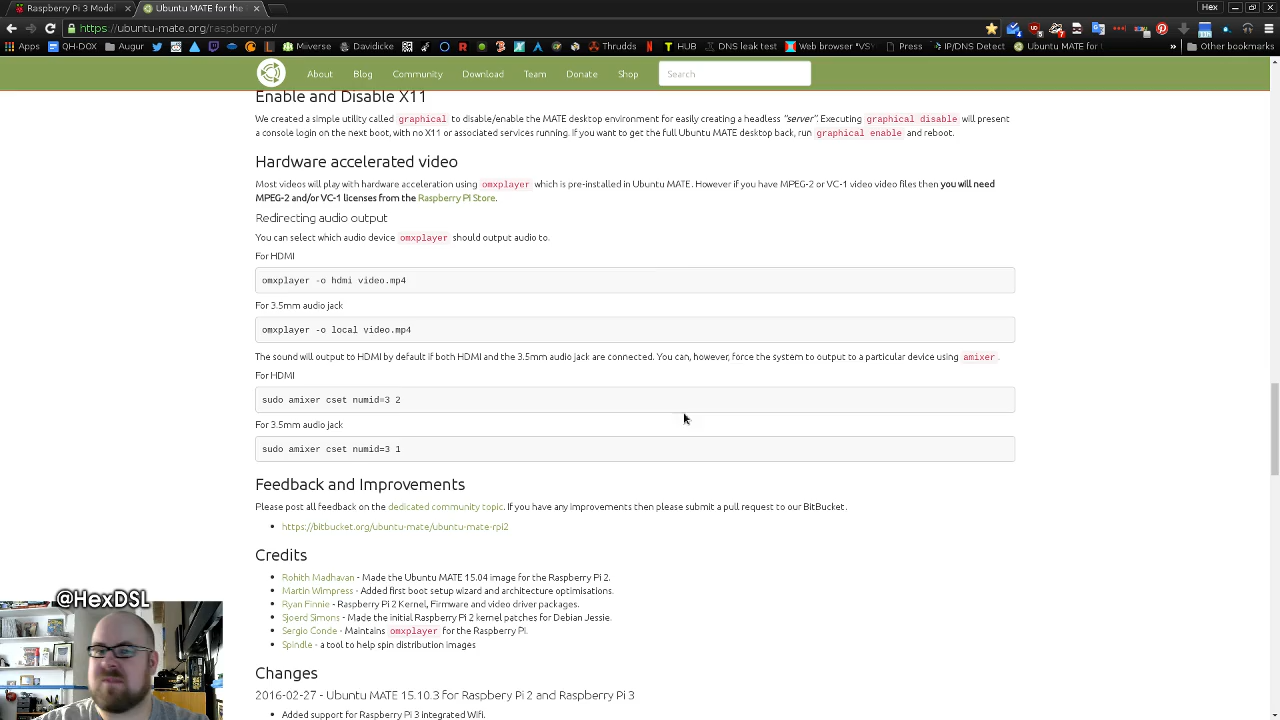 Raspberry Pi 3 Model
Ubuntu MATE for the
Hex
https://ubuntu-mate.org/raspberry-pi/
Apps QH-DOX Augur Miiverse Davidicke Thrudds HUB DNS leak test Web browser "VSY Press IP/DNS Detect Ubuntu MATE for Other bookmarks
About Blog Community Download Team Donate Shop Search
Enable and Disable X11
We created a simple utility called graphical to disable/enable the MATE desktop environment for easily creating a headless "server". Executing graphical disable will present
a console login on the next boot, with no X11 or associated services running. If you want to get the full Ubuntu MATE desktop back, run graphical enable and reboot.
Hardware accelerated video
Most videos will play with hardware acceleration using omxplayer which is pre-installed in Ubuntu MATE. However if you have MPEG-2 or VC-1 video video files then you will need
MPEG-2 and/or VC-1 licenses from the Raspberry Pi Store.
Redirecting audio output
You can select which audio device omxplayer should output audio to.
For HDMI
omxplayer -o hdmi video.mp4
For 3.5mm audio jack
omxplayer -o local video.mp4
The sound will output to HDMI by default if both HDMI and the 3.5mm audio jack are connected. You can, however, force the system to output to a particular device using amixer.
For HDMI
sudo amixer cset numid=3 2
For 3.5mm audio jack
sudo amixer cset numid=3 1
Feedback and Improvements
Please post all feedback on the dedicated community topic. If you have any improvements then please submit a pull request to our BitBucket.
https://bitbucket.org/ubuntu-mate/ubuntu-mate-rpi2
Credits
Rohith Madhavan - Made the Ubuntu MATE 15.04 image for the Raspberry Pi 2.
Martin Wimpress - Added first boot setup wizard and architecture optimisations.
Ryan Finnie - Raspberry Pi 2 Kernel, Firmware and video driver packages.
Sjoerd Simons - Made the initial Raspberry Pi 2 kernel patches for Debian Jessie.
Sergio Conde - Maintains omxplayer for the Raspberry Pi.
Spindle - a tool to help spin distribution images
@HexDSL
Changes
2016-02-27 - Ubuntu MATE 15.10.3 for Raspbery Pi 2 and Raspberry Pi 3
Added support for Raspberry Pi 3 integrated Wifi.